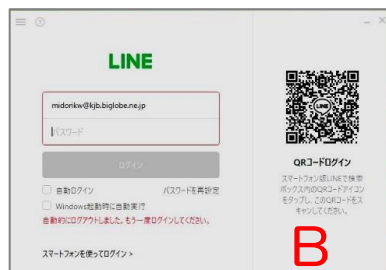 LINE
midorikw@kjb.biglobe.ne.jp
パスワード
ログイン
自動ログイン パスワードを再設定
Windows起動時に自動実行
自動的にログアウトしました。もう一度ログインしてください。
スマートフォンを使ってログイン >
LINE
QRコードログイン
スマートフォン版LINEで検索
ボックス内のQRコードアイコン
をタップし、このQRコードをス
キャンしてください。
B